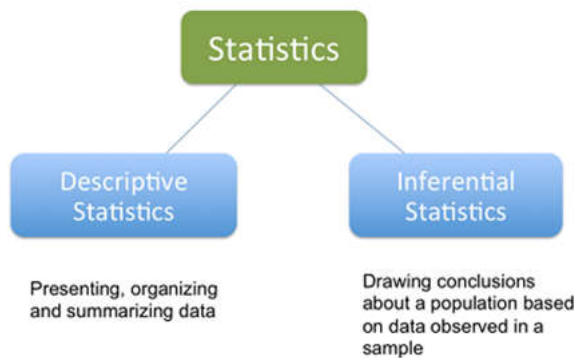 Statistics
Descriptive
Statistics
Inferential
Statistics
Presenting, organizing
and summarizing data
Drawing conclusions
about a population based
on data observed in a
sample